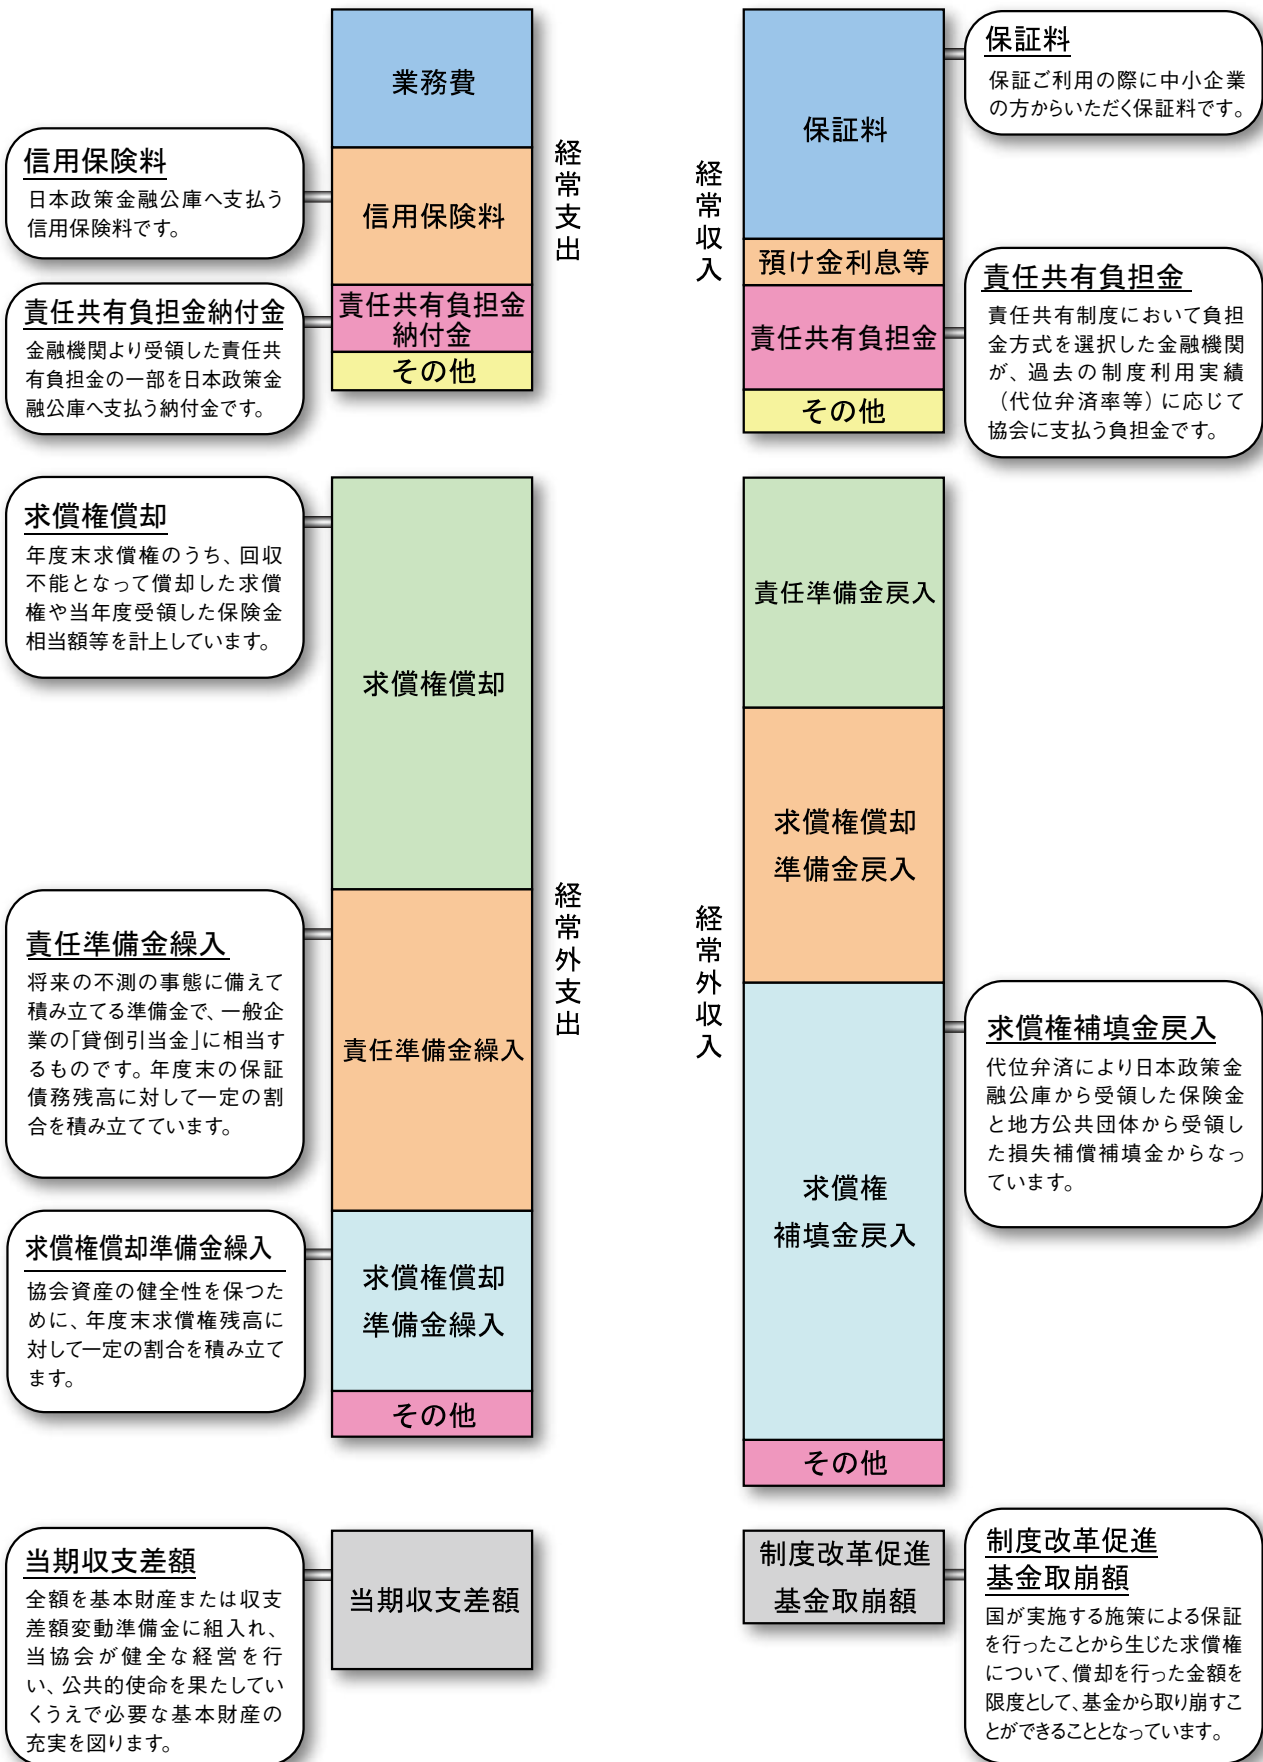 業務費
信用保険料
責任共有負担金
納付金
その他
経常支出
信用保険料
日本政策金融公庫へ支払う
信用保険料です。
責任共有負担金納付金
金融機関より受領した責任共
有負担金の一部を日本政策金
融公庫へ支払う納付金です。
保証料
預け金利息等
責任共有負担金
その他
経常収入
保証料
保証ご利用の際に中小企業
の方からいただく保証料です。
責任共有負担金
責任共有制度において負担
金方式を選択した金融機関
が、過去の制度利用実績
（代位弁済率等）に応じて
協会に支払う負担金です。
求償権償却
年度末求償権のうち、回収
不能となって償却した求償
権や当年度受領した保険金
相当額等を計上しています。
責任準備金繰入
将来の不測の事態に備えて
積み立てる準備金で、一般企
業の「貸倒引当金」に相当す
るものです。年度末の保証
債務残高に対して一定の割
合を積み立てています。
求償権償却準備金繰入
協会資産の健全性を保つた
めに、年度末求償権残高に
対して一定の割合を積み立て
ます。
求償権償却
責任準備金繰入
求償権償却
準備金繰入
その他
経常外支出
経常外収入
責任準備金戻入
求償権償却
準備金戻入
求償権
補填金戻入
その他
求償権補填金戻入
代位弁済により日本政策金
融公庫から受領した保険金
と地方公共団体から受領し
た損失補償補填金からなっ
ています。
当期収支差額
全額を基本財産または収支
差額変動準備金に組入れ、
当協会が健全な経営を行
い、公共的使命を果たしてい
くうえで必要な基本財産の
充実を図ります。
当期収支差額
制度改革促進
基金取崩額
制度改革促進
基金取崩額
国が実施する施策による保証
を行ったことから生じた求償権
について、償却を行った金額を
限度として、基金から取り崩すこ
とができることとなっています。